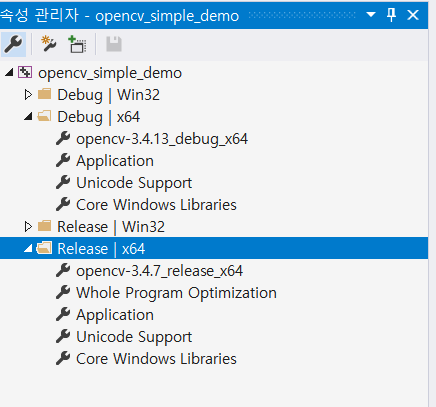 속성 관리자 - opencv_simple_demo
opencv_simple_demo
Debug | Win32
Debug | x64
opencv-3.4.13_debug_x64
Application
Unicode Support
Core Windows Libraries
Release | Win32
Release | x64
opencv-3.4.7_release_x64
Whole Program Optimization
Application
Unicode Support
Core Windows Libraries